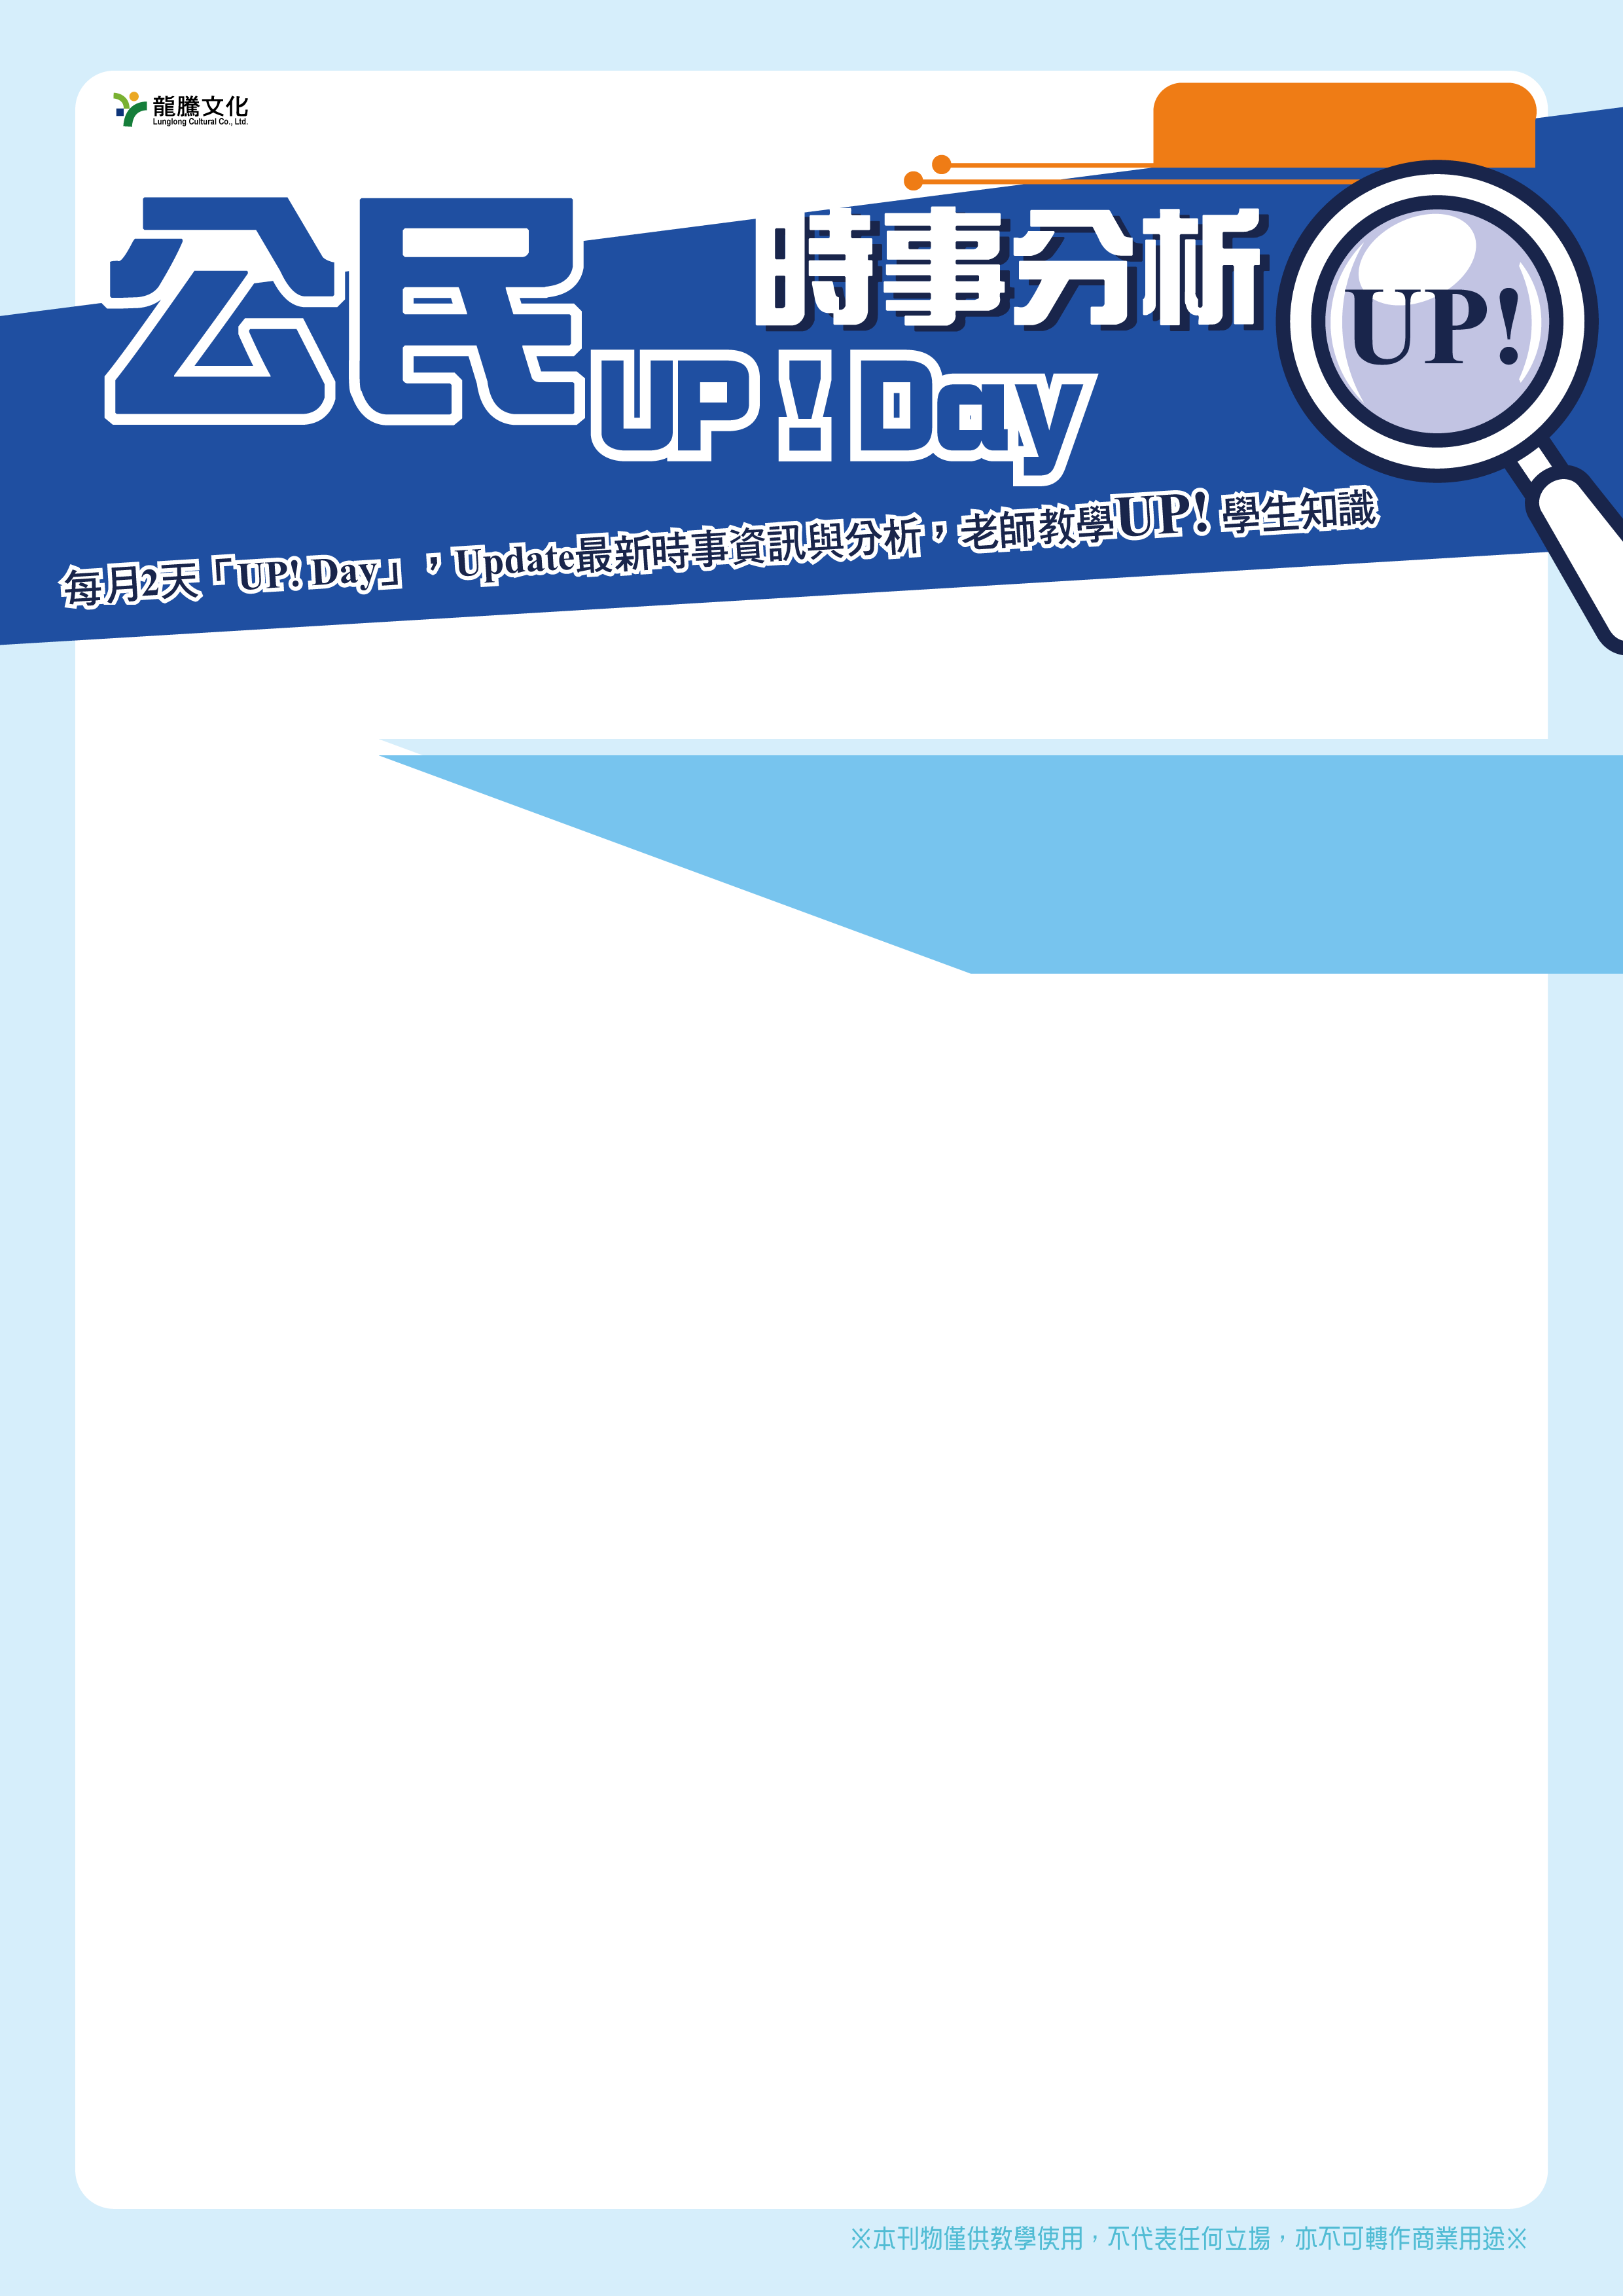 龍騰文化
Lunglong Cultural Co., Ltd.
公民
時事分析
UP!Day
UP!
每月2天「UP! Day」，Update最新時事資訊與分析，老師教學UP! 學生知識
※本刊物僅供教學使用，不代表任何立場，亦不可轉作商業用途※